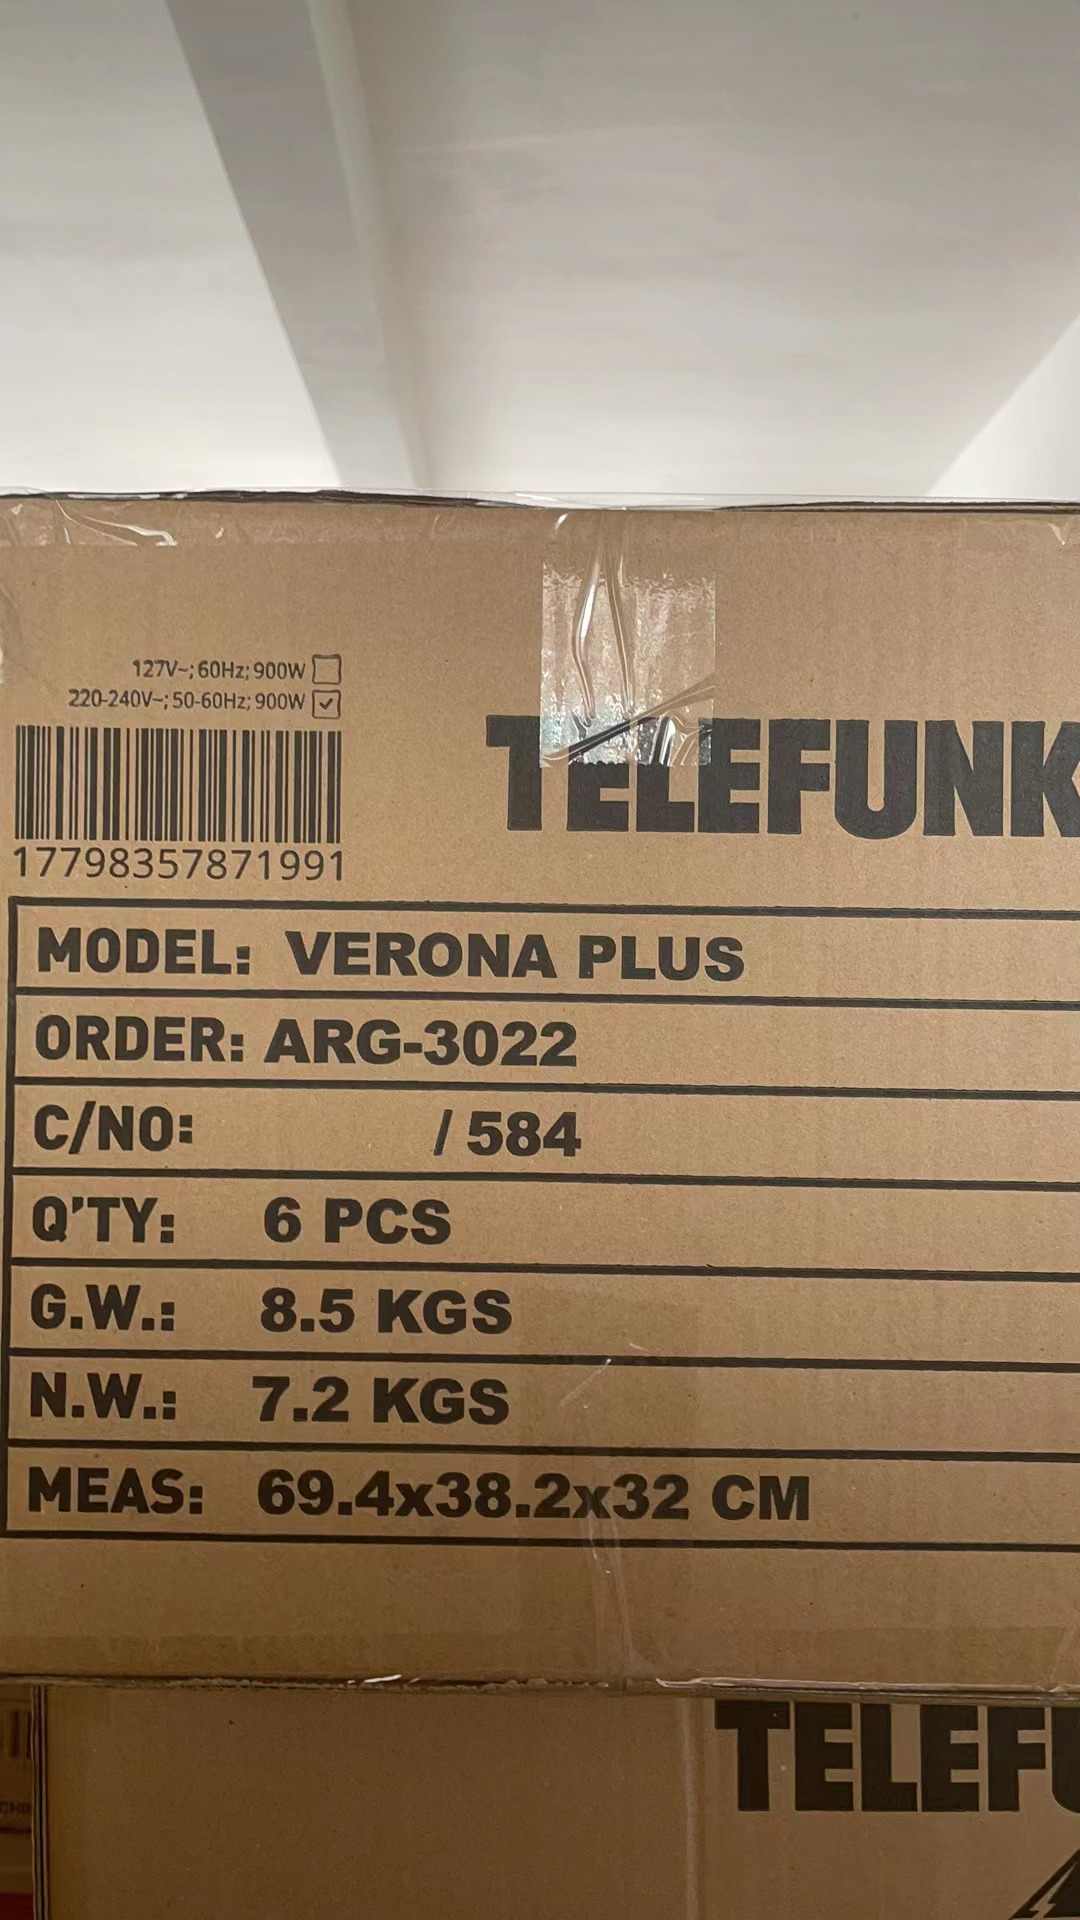 127V~; 60Hz; 900W
220-240V~; 50-60Hz; 900W
17798357871991
TELEFUNK
MODEL: VERONA PLUS
ORDER: ARG-3022
C/NO: / 584
Q'TY: 6 PCS
G.W.: 8.5 KGS
N.W.: 7.2 KGS
MEAS: 69.4x38.2x32 CM
TELEFU